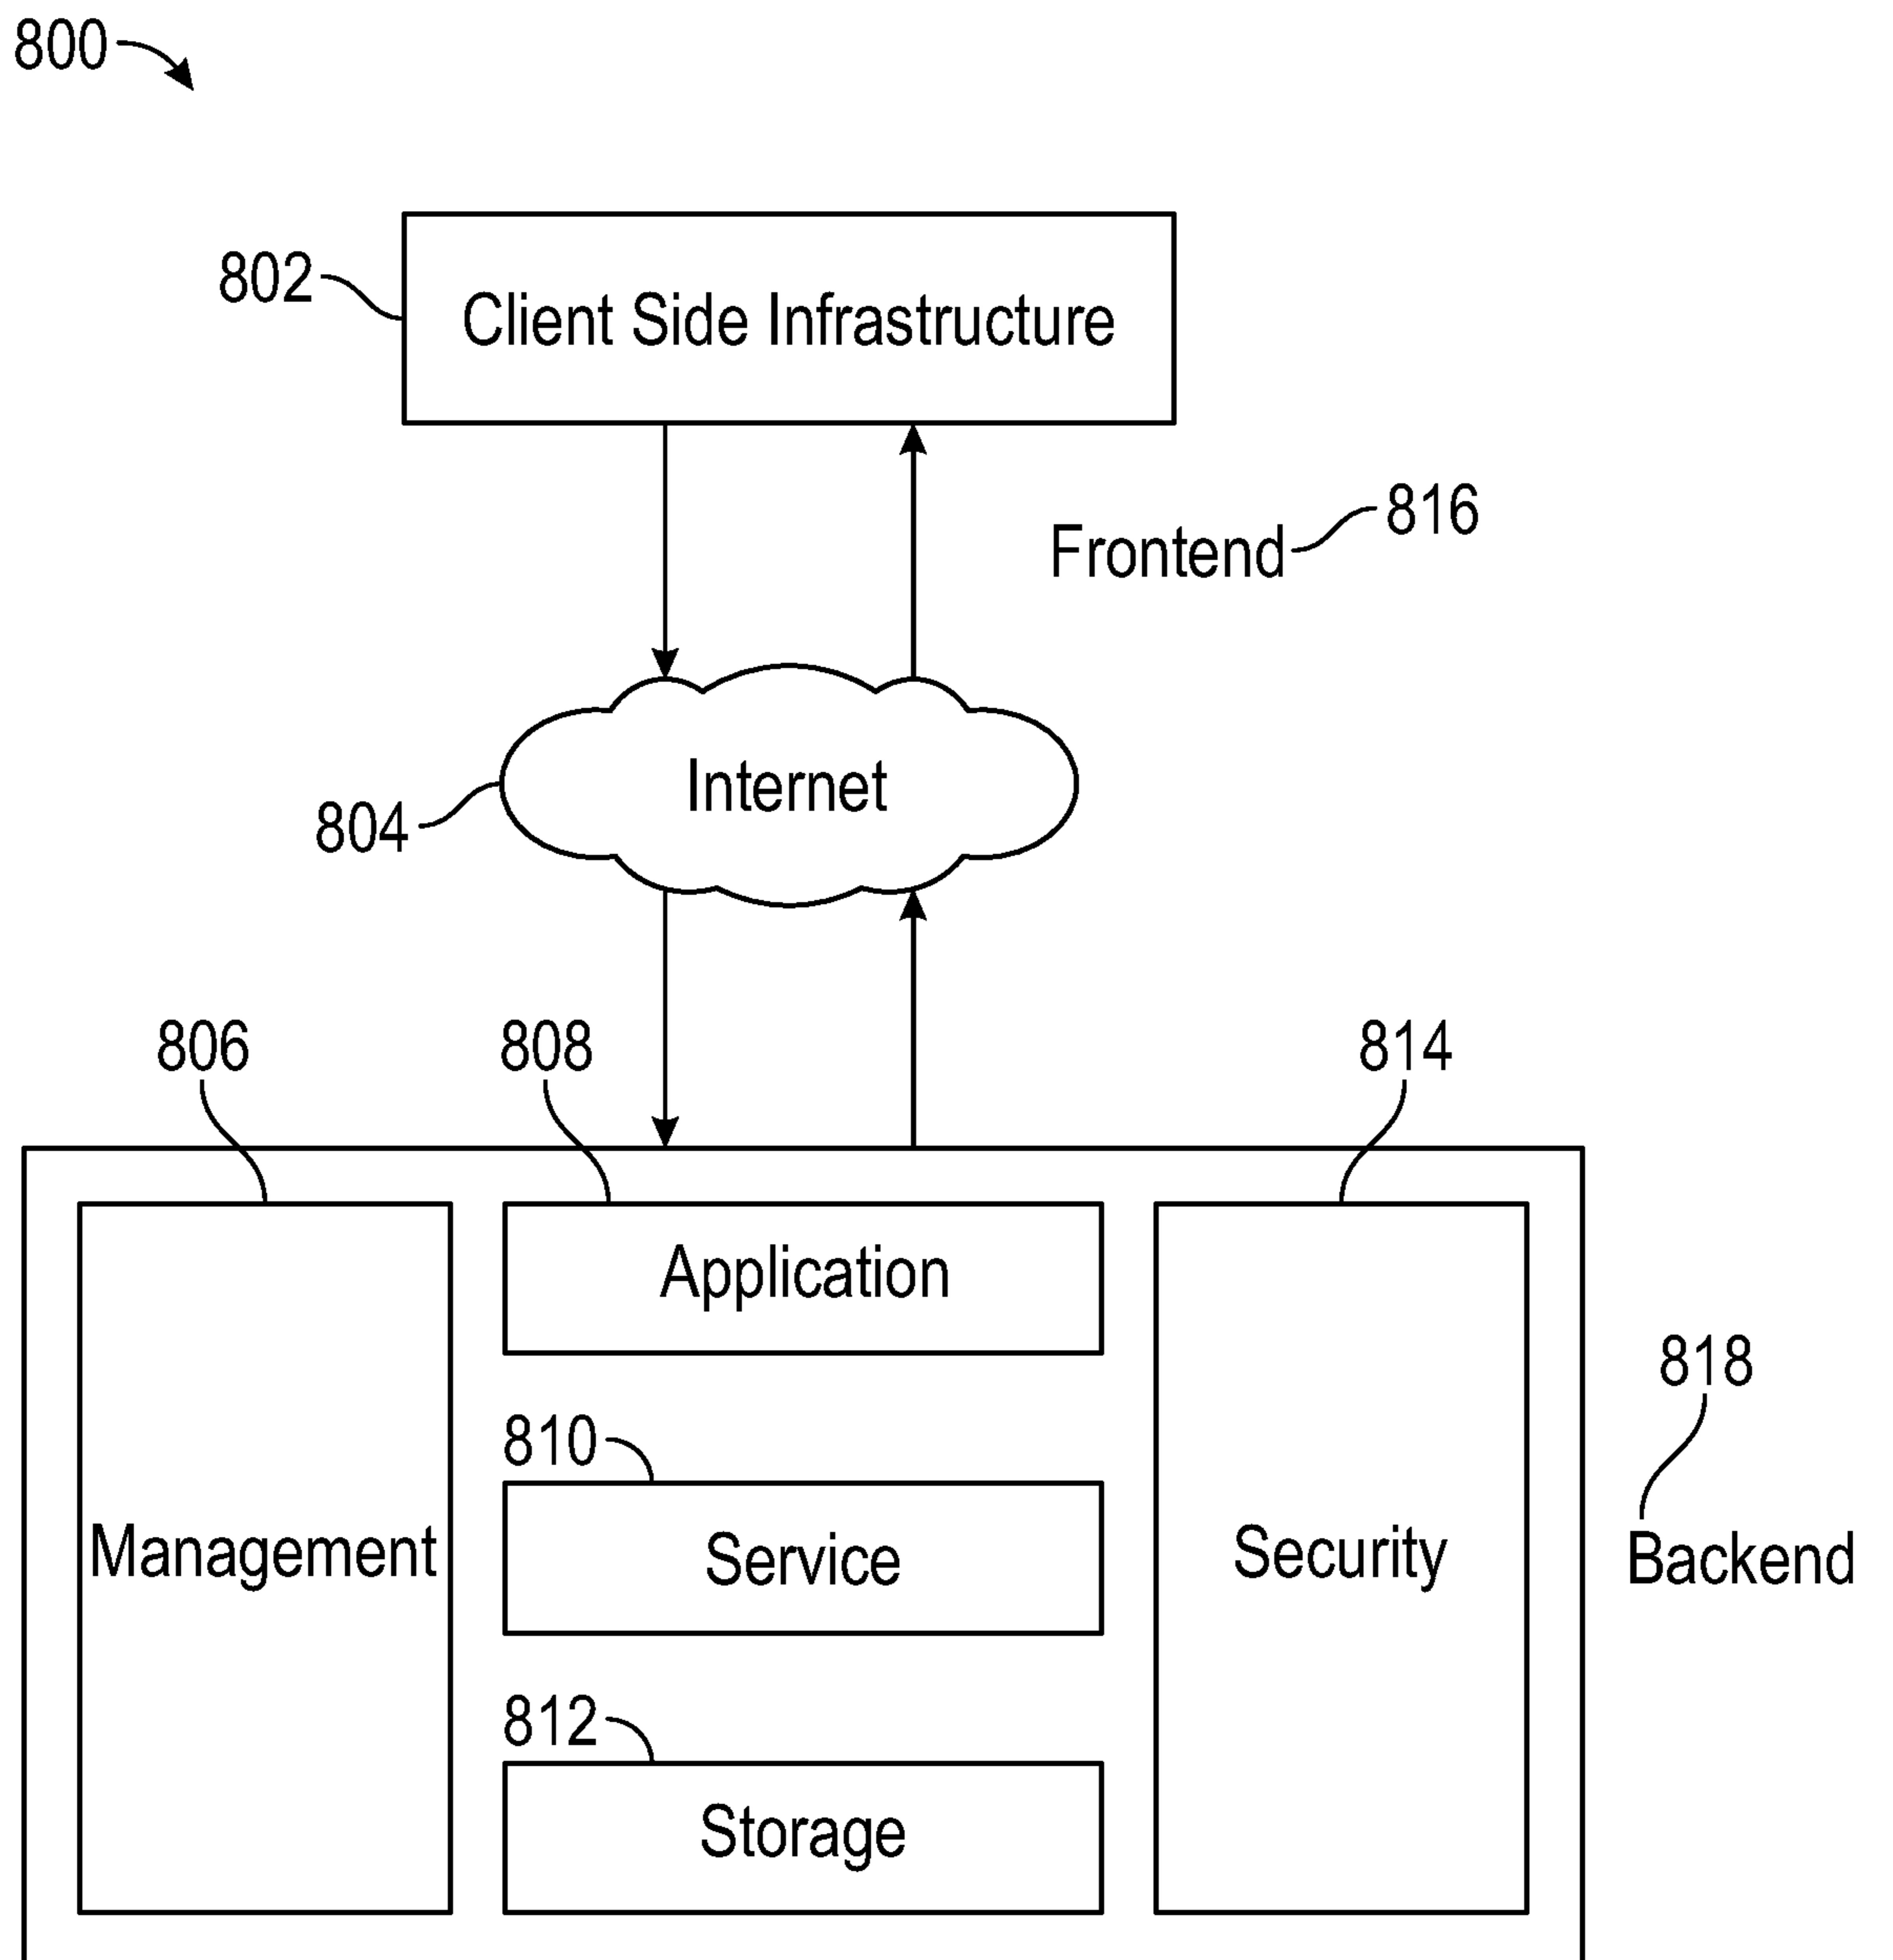 800
802
Client Side Infrastructure
816
Frontend
Internet
804
806
808
814
Application
818
810
Management
Service
Security
Backend
812
Storage